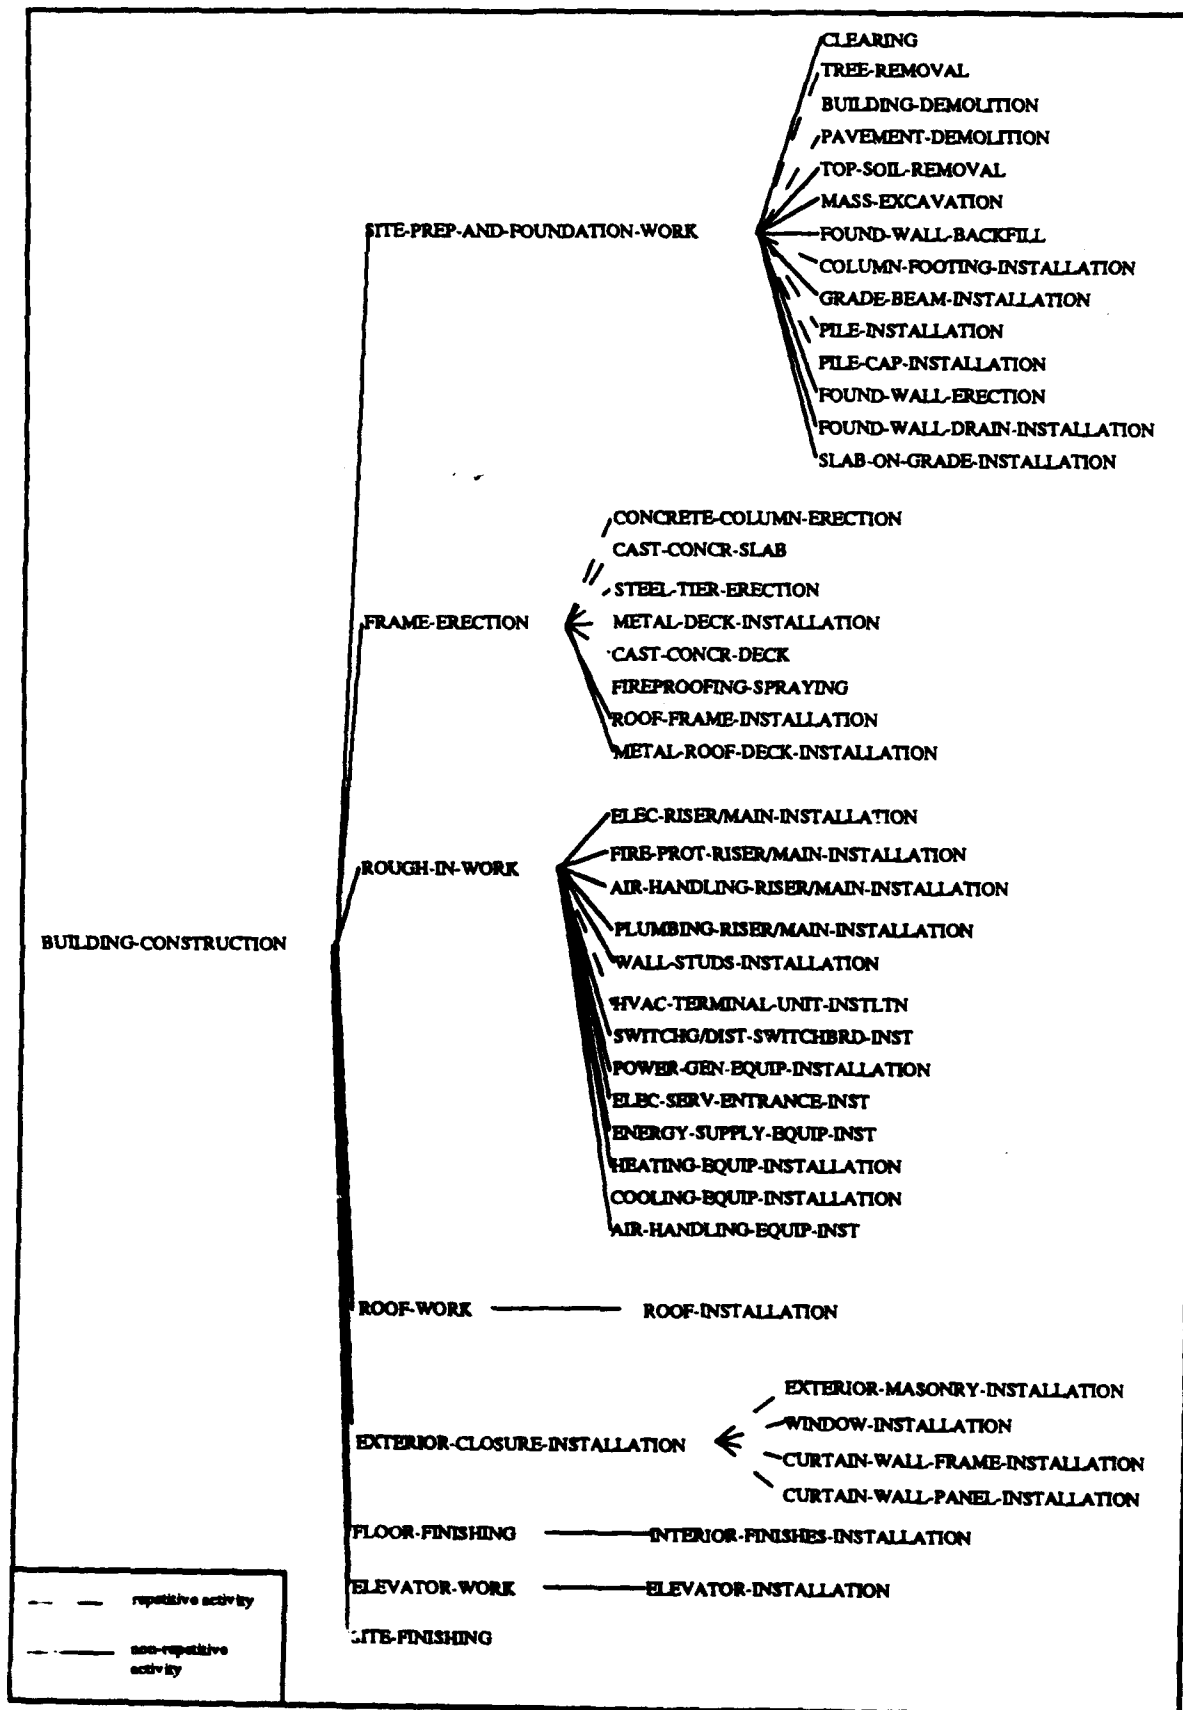 CLEARING
TREE-REMOVAL
BUILDING-DEMOLITION
PAVEMENT-DEMOLITION
TOP-SOIL-REMOVAL
MASS-EXCAVATION
SITE-PREP-AND-FOUNDATION-WORK
FOUND-WALL-BACKFILL
COLUMN-FOOTING-INSTALLATION
GRADE-BEAM-INSTALLATION
PILE-INSTALLATION
PILE-CAP-INSTALLATION
FOUND-WALL-ERECTION
FOUND-WALL-DRAIN-INSTALLATION
SLAB-ON-GRADE-INSTALLATION
CONCRETE-COLUMN-ERECTION
CAST-CONCR-SLAB
STEEL-TIER-ERECTION
FRAME-ERECTION
METAL-DECK-INSTALLATION
CAST-CONCR-DECK
FIREPROOFING-SPRAYING
ROOF-FRAME-INSTALLATION
METAL-ROOF-DECK-INSTALLATION
ELEC-RISER/MAIN-INSTALLATION
FIRE-PROT-RISER/MAIN-INSTALLATION
ROUGH-IN-WORK
AIR-HANDLING-RISER/MAIN-INSTALLATION
PLUMBING-RISER/MAIN-INSTALLATION
BUILDING-CONSTRUCTION
WALL-STUDS-INSTALLATION
HVAC-TERMINAL-UNIT-INSTLTN
SWITCHG/DIST-SWITCHBRD-INST
POWER-GEN-EQUIP-INSTALLATION
ELEC-SERV-ENTRANCE-INST
ENERGY-SUPPLY-EQUIP-INST
HEATING-EQUIP-INSTALLATION
COOLING-EQUIP-INSTALLATION
AIR-HANDLING-EQUIP-INST
ROOF-WORK
ROOF-INSTALLATION
EXTERIOR-MASONRY-INSTALLATION
WINDOW-INSTALLATION
EXTERIOR-CLOSURE-INSTALLATION
CURTAIN-WALL-FRAME-INSTALLATION
CURTAIN-WALL-PANEL-INSTALLATION
FLOOR-FINISHING
INTERIOR-FINISHES-INSTALLATION
ELEVATOR-WORK
ELEVATOR-INSTALLATION
SITE-FINISHING
repetitive activity
non-repetitive
activity